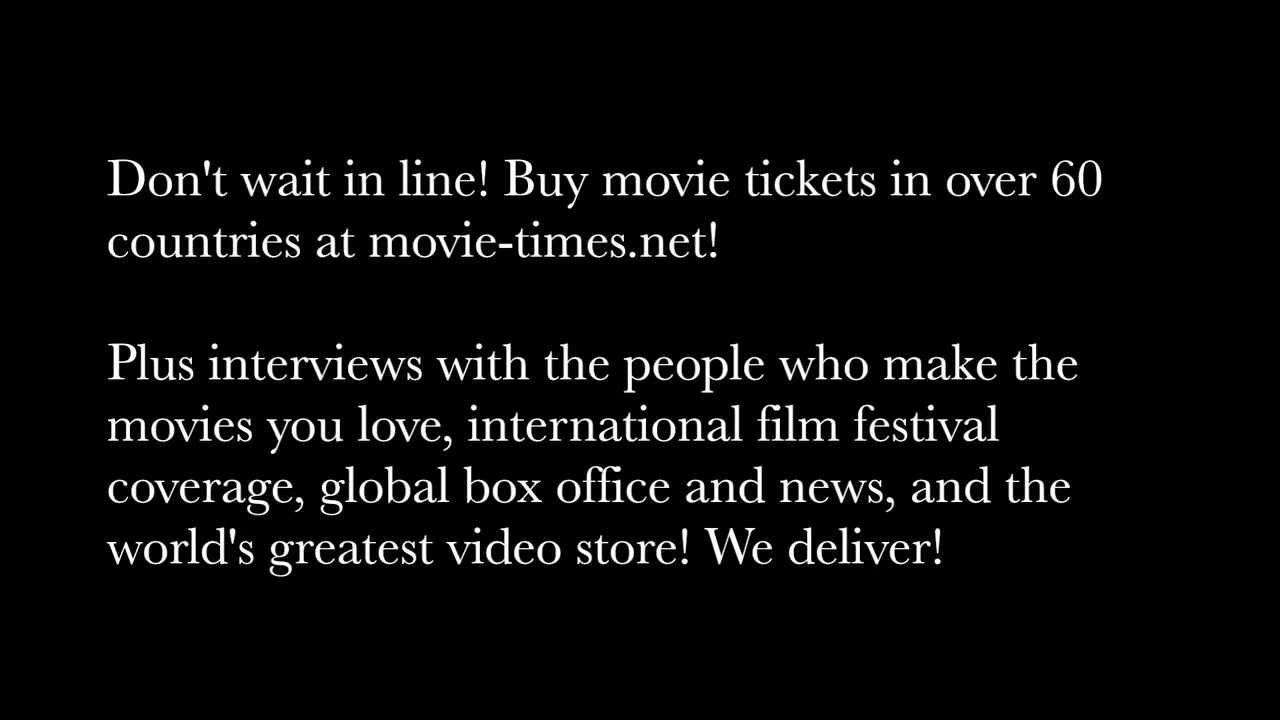 Don't wait in line! Buy movie tickets in over 60
countries at movie-times.net!
Plus interviews with the people who make the
movies you love, international film festival
coverage, global box office and news, and the
world's greatest video store! We deliver!